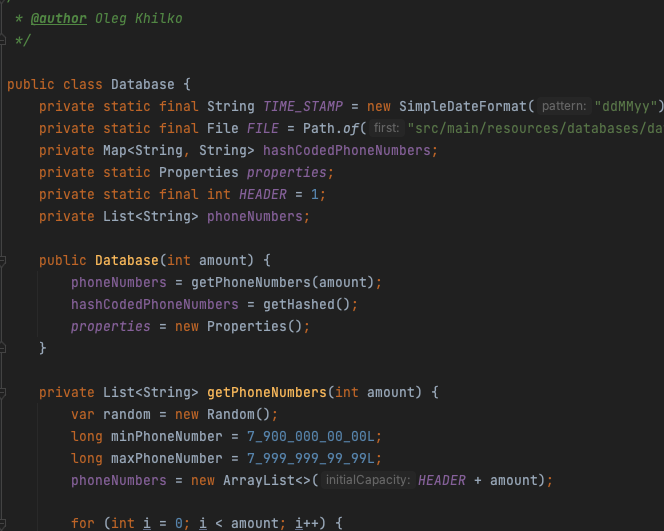 * @author Oleg Khilko
*/
public class Database {
private static final String TIME_STAMP = new SimpleDateFormat( pattern: "ddMMyy")
private static final File FILE = Path.of( first: "src/main/resources/databases/da
private Map<String, String> hashCodedPhoneNumbers;
private static Properties properties;
private static final int HEADER = 1;
private List<String> phoneNumbers;
public Database(int amount) {
phoneNumbers = getPhoneNumbers(amount);
hashCodedPhoneNumbers = getHashed();
properties = new Properties();
}
private List<String> getPhoneNumbers(int amount) {
var random = new Random();
long minPhoneNumber = 7_900_000_00_00L;
long maxPhoneNumber = 7_999_999_99_99L;
phoneNumbers = new ArrayList<>( initialCapacity: HEADER + amount);
for (int i = 0; i < amount; i++) {